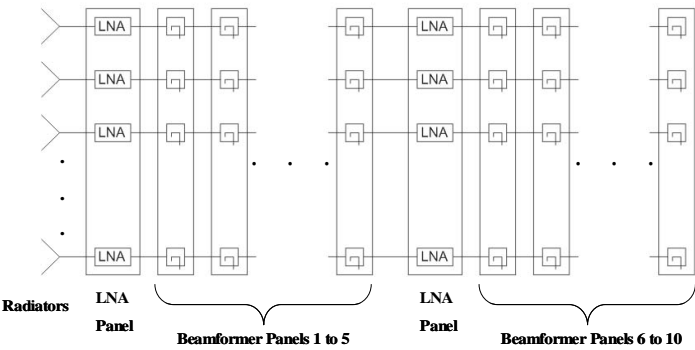 LNA LNA
LNA LNA
LNA LNA
LNA LNA
Radiators
LNA
Panel
Beamformer Panels 1 to 5
LNA
Panel
Beamformer Panels 6 to 10